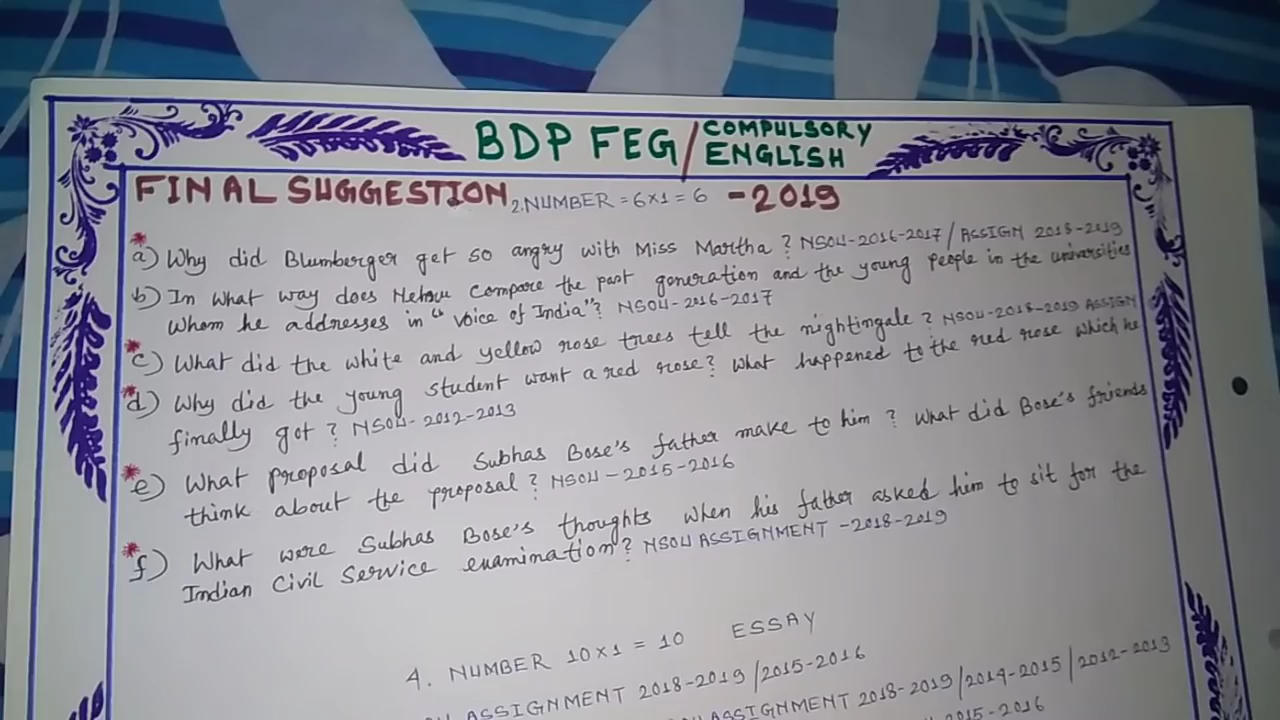 BDP FEG/COMPULSORY ENGLISH
FINAL SUGGESTION 2.NUMBER = 6×1 = 6 -2019
a) Why did Blumberger get so angry with Miss Martha? NSOU-2016-2017/ASSIGN 2018-2019
b) In what way does Nehru compare the past generation and the young people in the universities
whom he addresses in "voice of India"? NSOU-2016-2017
c) What did the white and yellow rose trees tell the nightingale? NSOU-2018-2019 ASSIGN
d) Why did the young student want a red rose? What happened to the red rose which he
finally got? NSOU-2012-2013
e) What proposal did Subhas Bose's father make to him? What did Bose's friends
think about the proposal? NSOU-2015-2016
f) What were Subhas Bose's thoughts when his father asked him to sit for the
Indian Civil Service examination? NSOU ASSIGNMENT -2018-2019
4. NUMBER 10×1 = 10 ESSAY
ASSIGNMENT 2018-2019/2015-2016
ASSIGNMENT 2018-2019/2014-2015/2012-2013
2015-2016